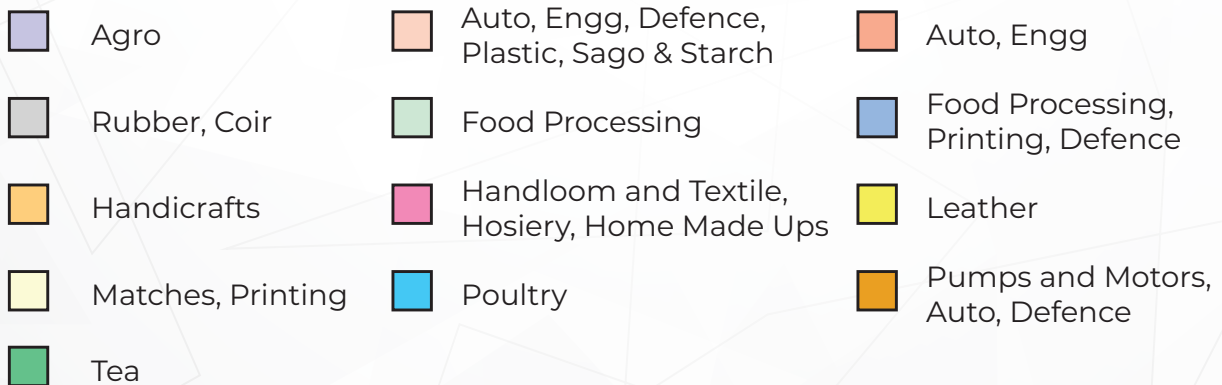 Agro
Auto, Engg, Defence,
Plastic, Sago & Starch
Auto, Engg
Rubber, Coir
Food Processing
Food Processing,
Printing, Defence
Handicrafts
Handloom and Textile,
Hosiery, Home Made Ups
Leather
Matches, Printing
Poultry
Pumps and Motors,
Auto, Defence
Tea